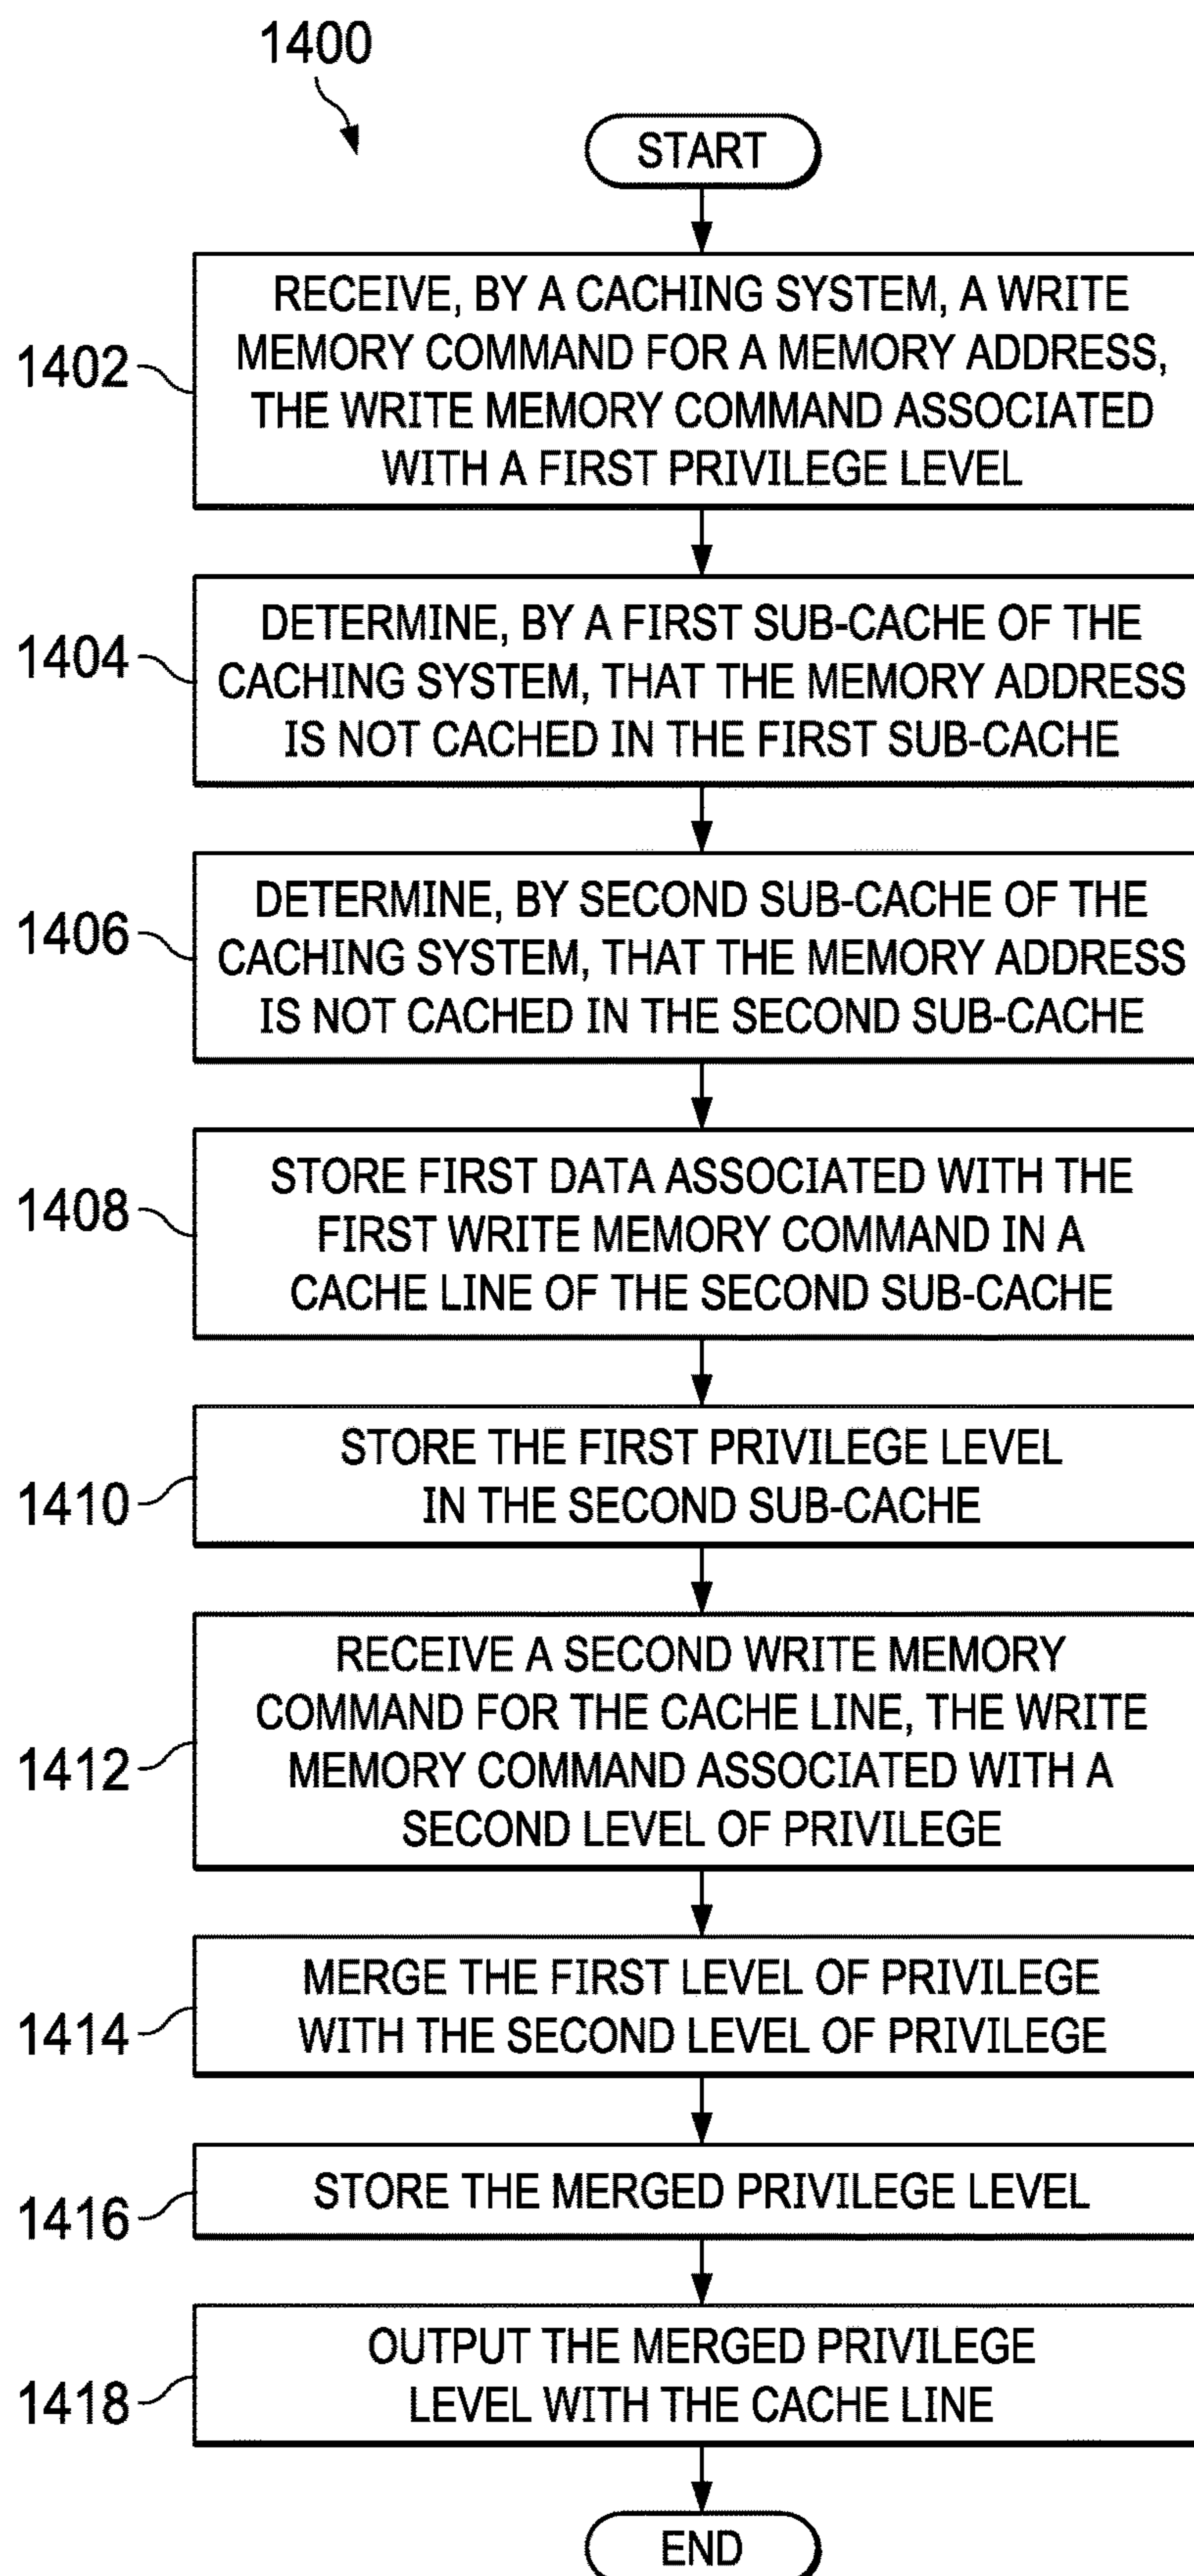 1400
START
1402
RECEIVE, BY A CACHING SYSTEM, A WRITE
MEMORY COMMAND FOR A MEMORY ADDRESS,
THE WRITE MEMORY COMMAND ASSOCIATED
WITH A FIRST PRIVILEGE LEVEL
1404
DETERMINE, BY A FIRST SUB-CACHE OF THE
CACHING SYSTEM, THAT THE MEMORY ADDRESS
IS NOT CACHED IN THE FIRST SUB-CACHE
1406
DETERMINE, BY SECOND SUB-CACHE OF THE
CACHING SYSTEM, THAT THE MEMORY ADDRESS
IS NOT CACHED IN THE SECOND SUB-CACHE
1408
STORE FIRST DATA ASSOCIATED WITH THE
FIRST WRITE MEMORY COMMAND IN A
CACHE LINE OF THE SECOND SUB-CACHE
1410
STORE THE FIRST PRIVILEGE LEVEL
IN THE SECOND SUB-CACHE
1412
RECEIVE A SECOND WRITE MEMORY
COMMAND FOR THE CACHE LINE, THE WRITE
MEMORY COMMAND ASSOCIATED WITH A
SECOND LEVEL OF PRIVILEGE
1414
MERGE THE FIRST LEVEL OF PRIVILEGE
WITH THE SECOND LEVEL OF PRIVILEGE
1416
STORE THE MERGED PRIVILEGE LEVEL
1418
OUTPUT THE MERGED PRIVILEGE
LEVEL WITH THE CACHE LINE
END